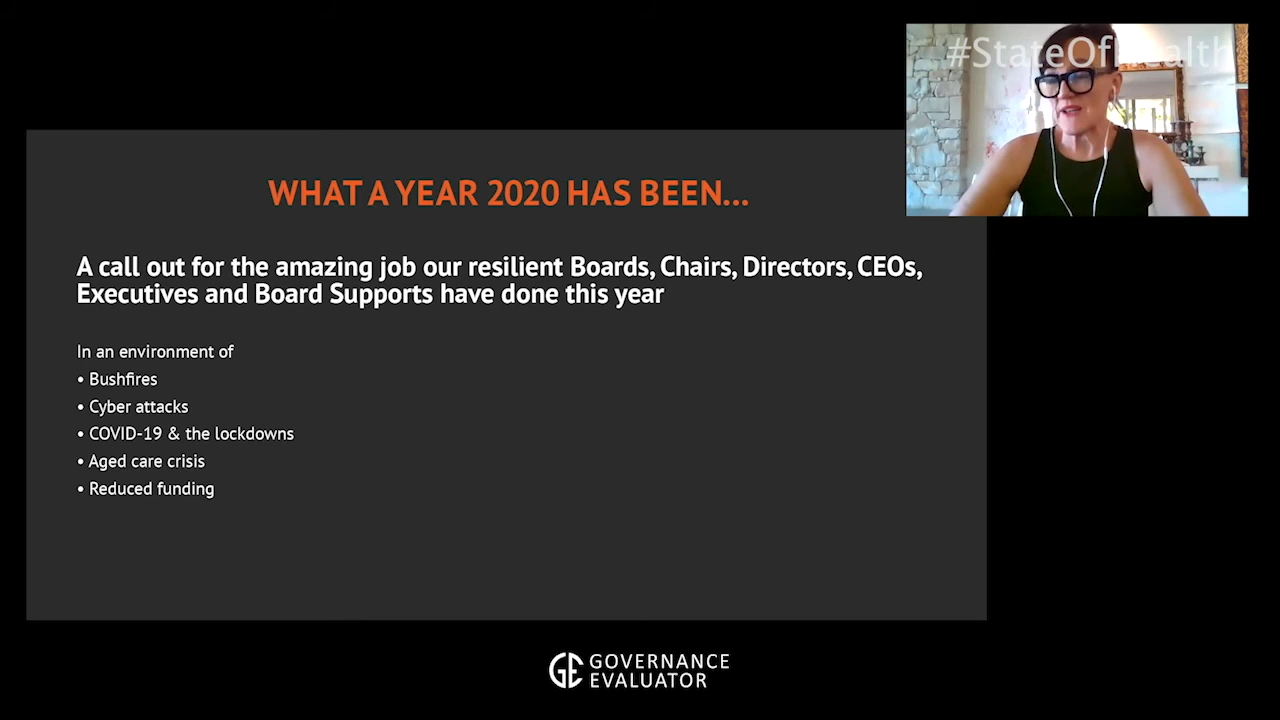 #StateOfHealth
WHAT A YEAR 2020 HAS BEEN...
A call out for the amazing job our resilient Boards, Chairs, Directors, CEOs,
Executives and Board Supports have done this year
In an environment of
• Bushfires
• Cyber attacks
• COVID-19 & the lockdowns
• Aged care crisis
• Reduced funding
GE GOVERNANCE
EVALUATOR